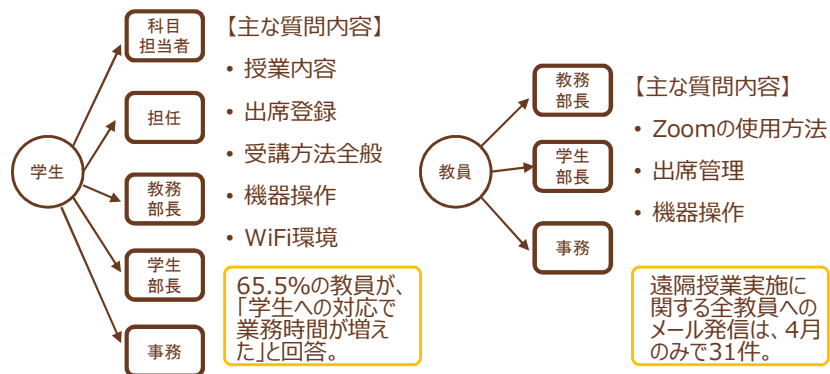 学生
科目
担当者
担任
教務
部長
学生
部長
事務
【主な質問内容】
• 授業内容
• 出席登録
• 受講方法全般
• 機器操作
• WiFi環境
65.5%の教員が、
「学生への対応で
業務時間が増え
た」と回答。
教員
教務
部長
学生
部長
事務
【主な質問内容】
• Zoomの使用方法
• 出席管理
• 機器操作
遠隔授業実施に
関する全教員への
メール発信は、4月
のみで31件。